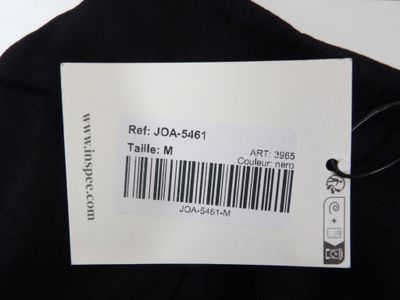 Ref: JOA-5461
Taille: M
ART: 3965
Couleur: nero
JOA-5461-M
www.inspee.com